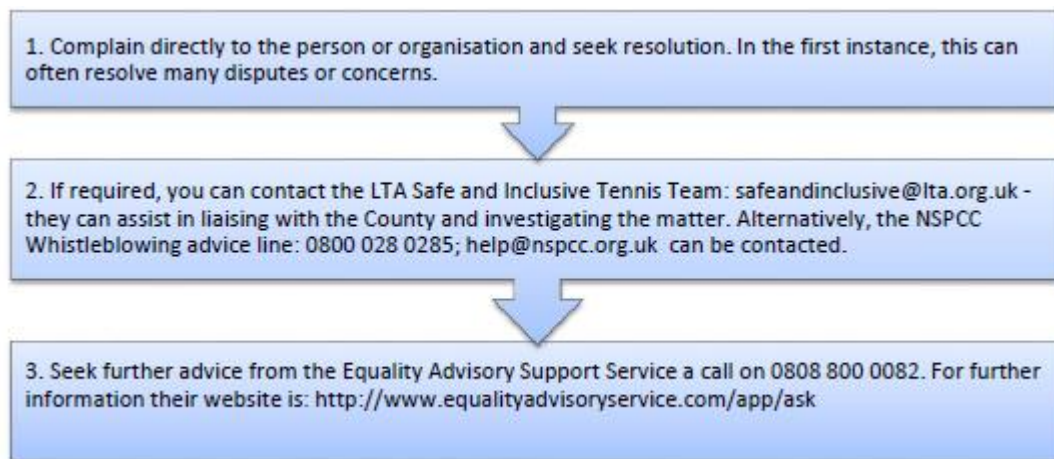 1. Complain directly to the person or organisation and seek resolution. In the first instance, this can
often resolve many disputes or concerns.
2. If required, you can contact the LTA Safe and Inclusive Tennis Team: safeandinclusive@lta.org.uk -
they can assist in liaising with the County and investigating the matter. Alternatively, the NSPCC
Whistleblowing advice line: 0800 028 0285; help@nspcc.org.uk can be contacted.
3. Seek further advice from the Equality Advisory Support Service a call on 0808 800 0082. For further
information their website is: http://www.equalityadvisoryservice.com/app/ask